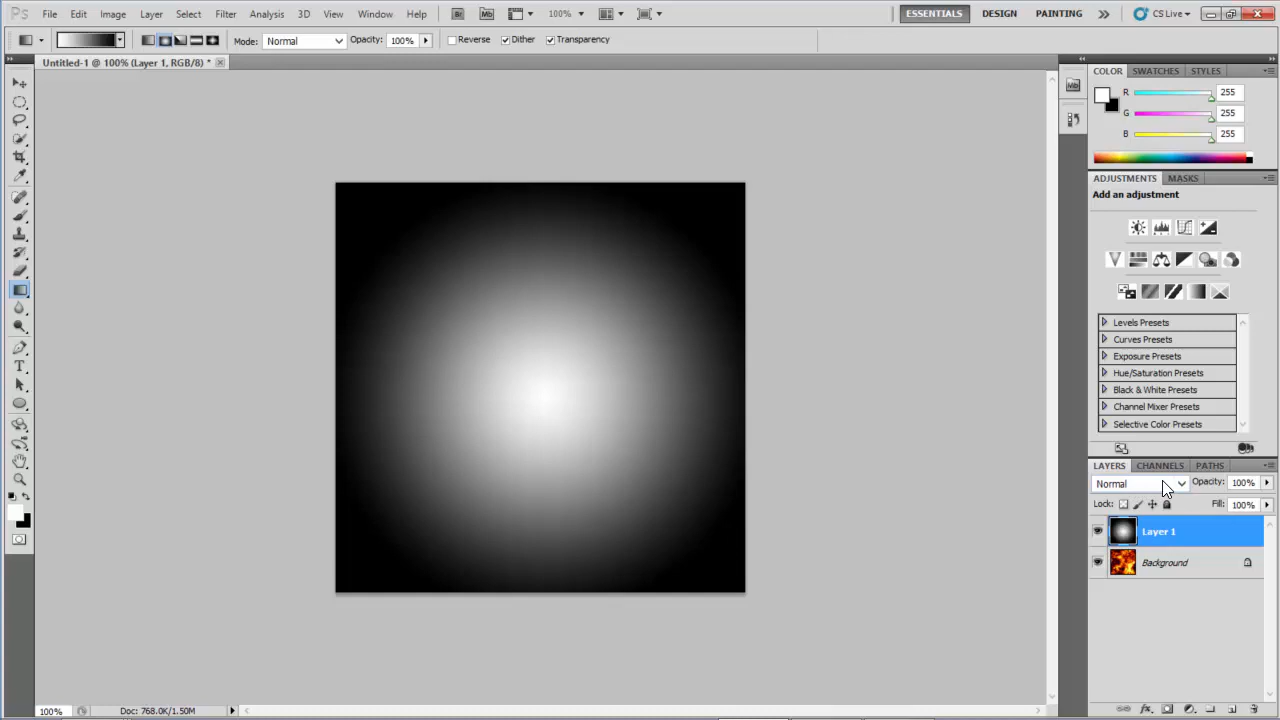 Ps File Edit Image Layer Select Filter Analysis 3D View Window Help Br Mb 100% ESSENTIALS DESIGN PAINTING CS Live
Mode: Normal Opacity: 100% Reverse Dither Transparency
Untitled-1 @ 100% (Layer 1, RGB/8) *
COLOR SWATCHES STYLES
Mb
R 255
G 255
B 255
ADJUSTMENTS MASKS
Add an adjustment
Levels Presets
Curves Presets
Exposure Presets
Hue/Saturation Presets
Black & White Presets
Channel Mixer Presets
Selective Color Presets
LAYERS CHANNELS PATHS
Normal Opacity: 100%
Lock: Fill: 100%
Layer 1
Background
100% Doc: 768.0K/1.50M